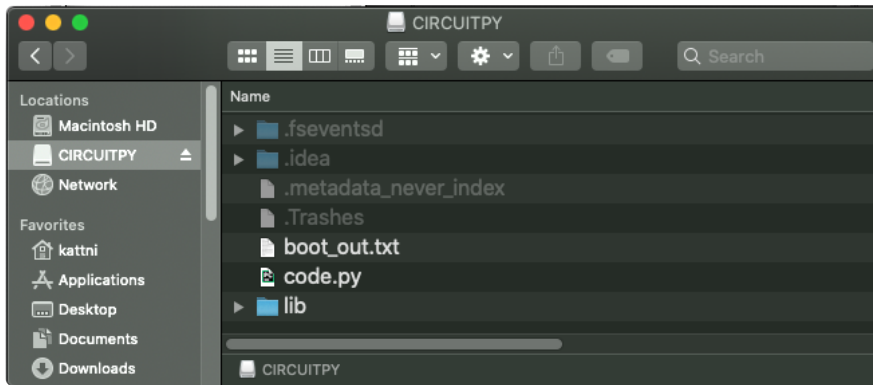 CIRCUITPY
Search
Locations
Macintosh HD
CIRCUITPY
Network
Favorites
kattni
Applications
Desktop
Documents
Downloads
Name
.fseventsd
.idea
.metadata_never_index
.Trashes
boot_out.txt
code.py
lib
CIRCUITPY